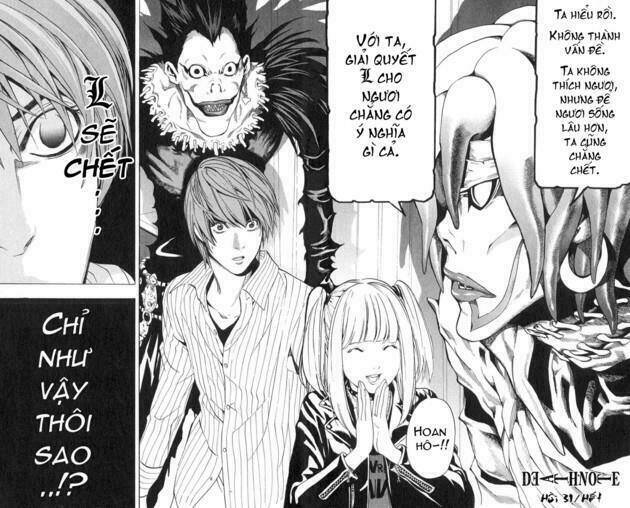 TA HIỂU RỒI.
KHÔNG THÀNH
VẤN ĐỀ.
TA KHÔNG
THÍCH NGƯƠI,
NHƯNG ĐỂ
NGƯƠI SỐNG
LÂU HƠN,
TA CŨNG
CHẲNG
CHẾT.
VỚI TA,
GIẢI QUYẾT
L CHO
NGƯƠI
CHẲNG CÓ
Ý NGHĨA
GÌ CẢ.
HOAN
HÔ-!!
L
SẼ
CHẾT
...
CHỈ
NHƯ
VẬY
THÔI
SAO
..!?
DEATH NOTE
Hồi 31/Hết